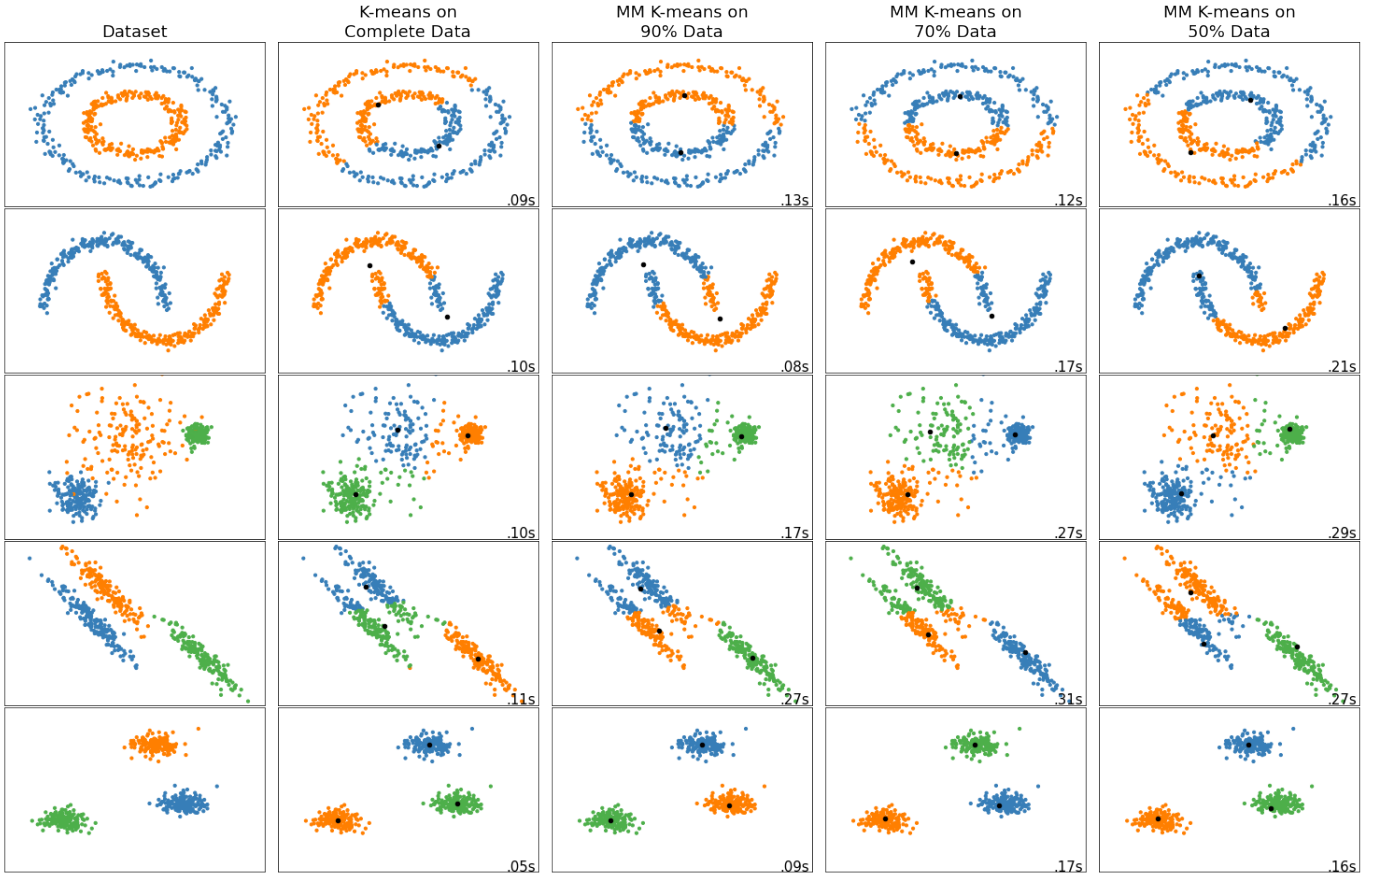 Dataset
K-means on
Complete Data
MM K-means on
90% Data
MM K-means on
70% Data
MM K-means on
50% Data
.09s
.13s
.12s
.16s
.10s
.08s
.17s
.21s
.10s
.17s
.27s
.29s
.11s
.27s
.31s
.27s
.05s
.09s
.17s
.16s